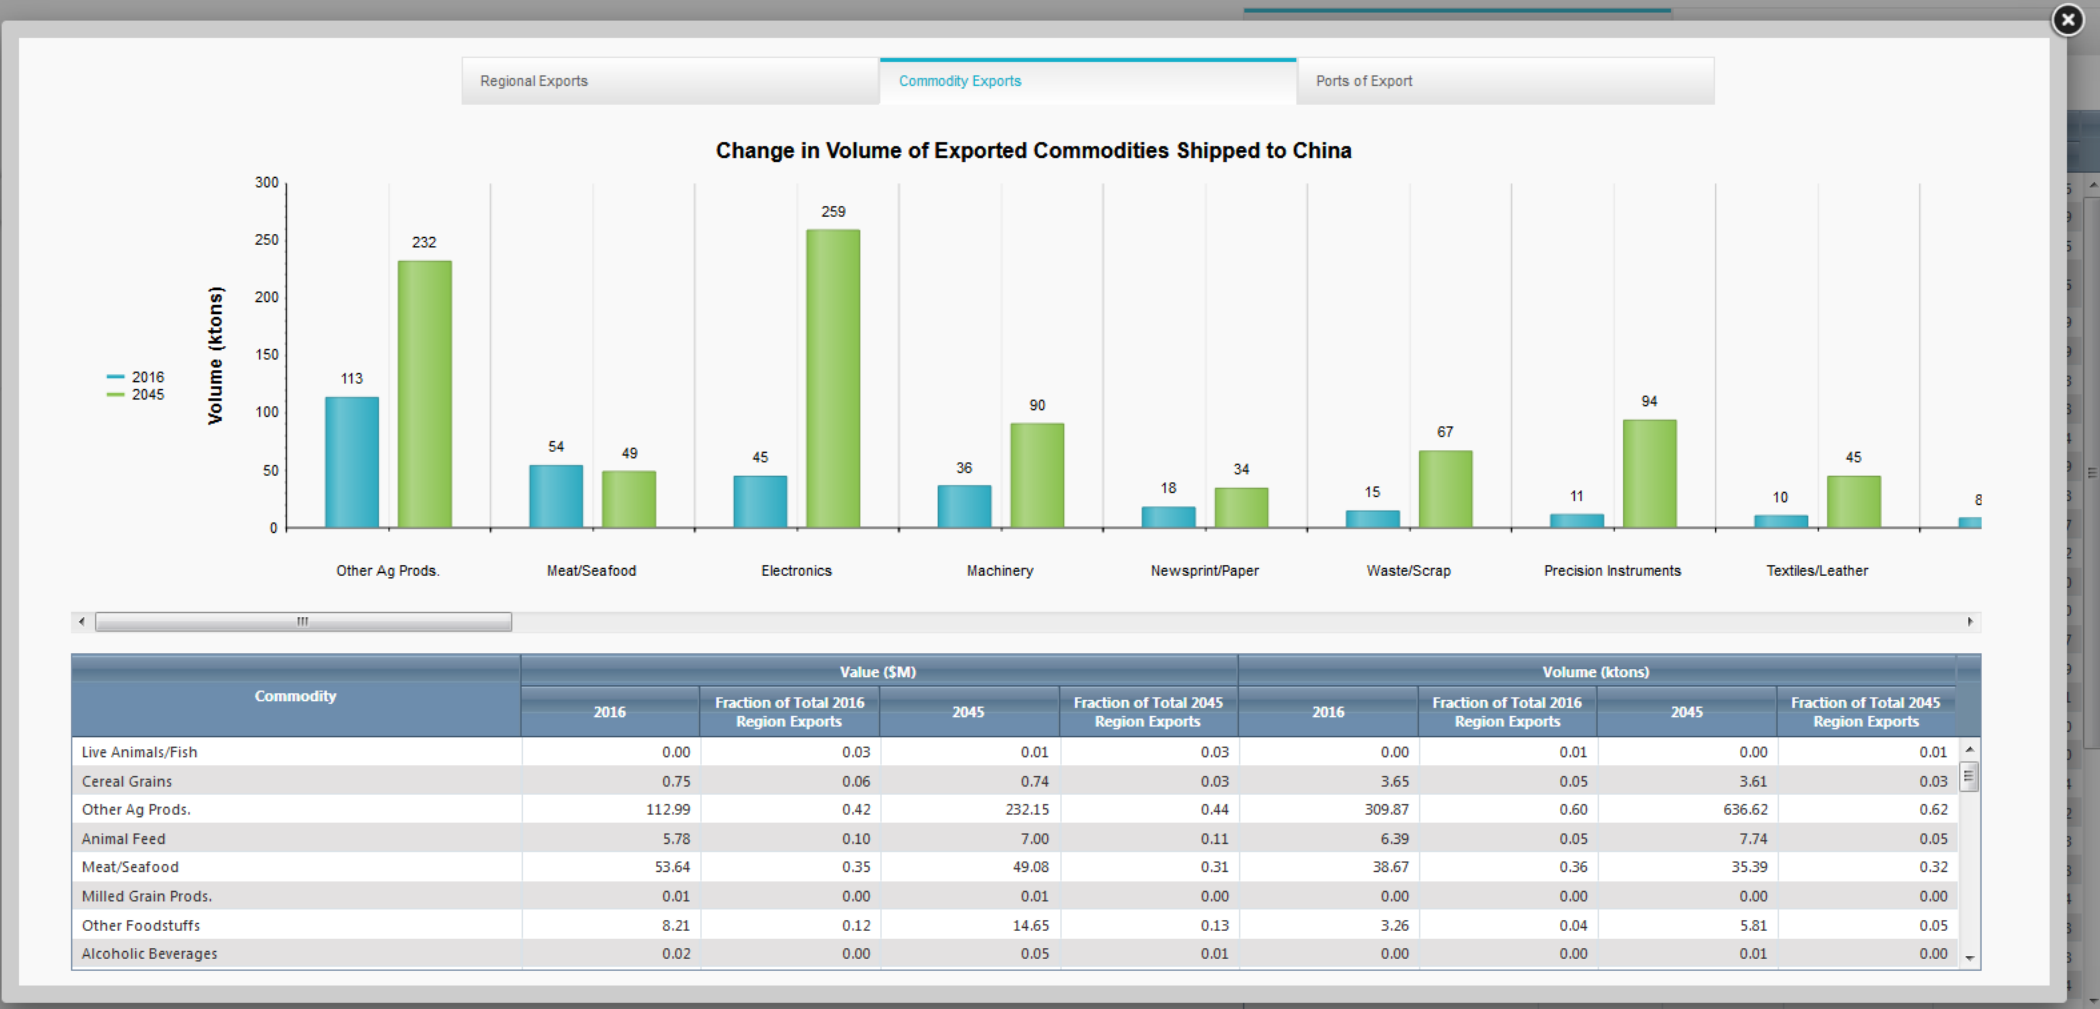 Regional Exports
Commodity Exports
Ports of Export
Change in Volume of Exported Commodities Shipped to China
Volume (ktons)
300
250
200
150
100
50
0
2016
2045
113
232
54
49
45
259
36
90
18
34
15
67
11
94
10
45
8
Other Ag Prods.
Meat/Seafood
Electronics
Machinery
Newsprint/Paper
Waste/Scrap
Precision Instruments
Textiles/Leather
Commodity
Value ($M)
Volume (ktons)
2016
Fraction of Total 2016
Region Exports
2045
Fraction of Total 2045
Region Exports
2016
Fraction of Total 2016
Region Exports
2045
Fraction of Total 2045
Region Exports
Live Animals/Fish 0.00 0.03 0.01 0.03 0.00 0.01 0.00 0.01
Cereal Grains 0.75 0.06 0.74 0.03 3.65 0.05 3.61 0.03
Other Ag Prods. 112.99 0.42 232.15 0.44 309.87 0.60 636.62 0.62
Animal Feed 5.78 0.10 7.00 0.11 6.39 0.05 7.74 0.05
Meat/Seafood 53.64 0.35 49.08 0.31 38.67 0.36 35.39 0.32
Milled Grain Prods. 0.01 0.00 0.01 0.00 0.00 0.00 0.00 0.00
Other Foodstuffs 8.21 0.12 14.65 0.13 3.26 0.04 5.81 0.05
Alcoholic Beverages 0.02 0.00 0.05 0.01 0.00 0.00 0.01 0.00